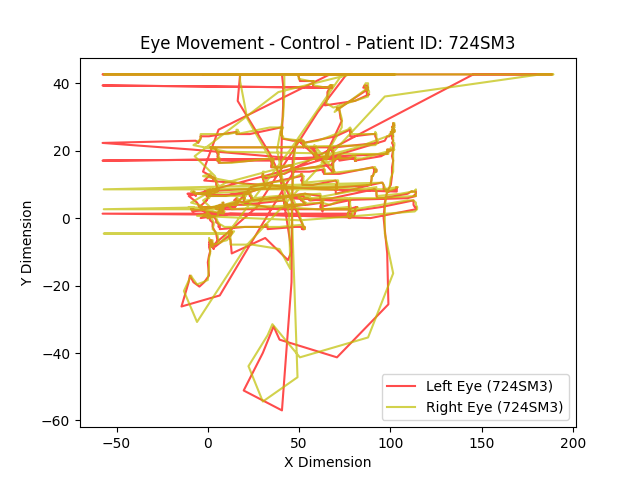 Eye Movement - Control - Patient ID: 724SM3
40
20
0
−20
−40
−60
Y Dimension
−50
0
50
100
150
200
X Dimension
Left Eye (724SM3)
Right Eye (724SM3)